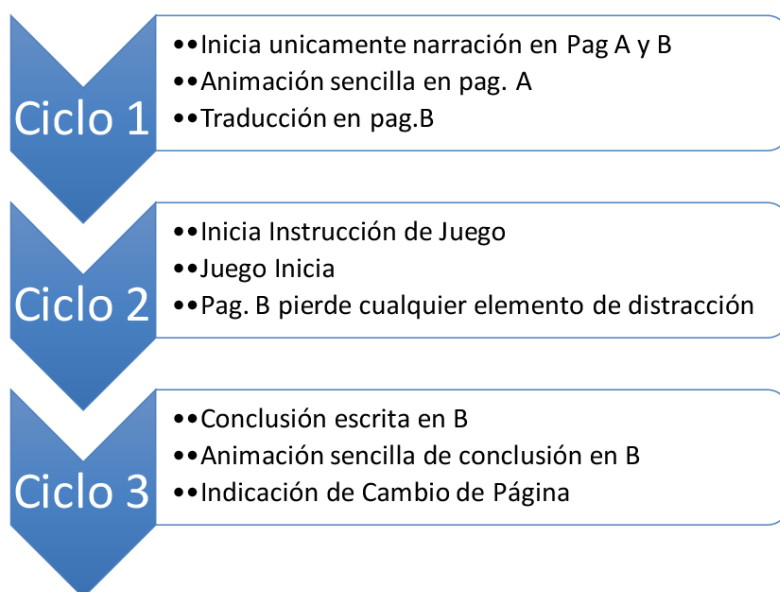 Ciclo 1
••Inicia unicamente narración en Pag A y B
••Animación sencilla en pag. A
••Traducción en pag.B
Ciclo 2
••Inicia Instrucción de Juego
••Juego Inicia
••Pag. B pierde cualquier elemento de distracción
Ciclo 3
••Conclusión escrita en B
••Animación sencilla de conclusión en B
••Indicación de Cambio de Página